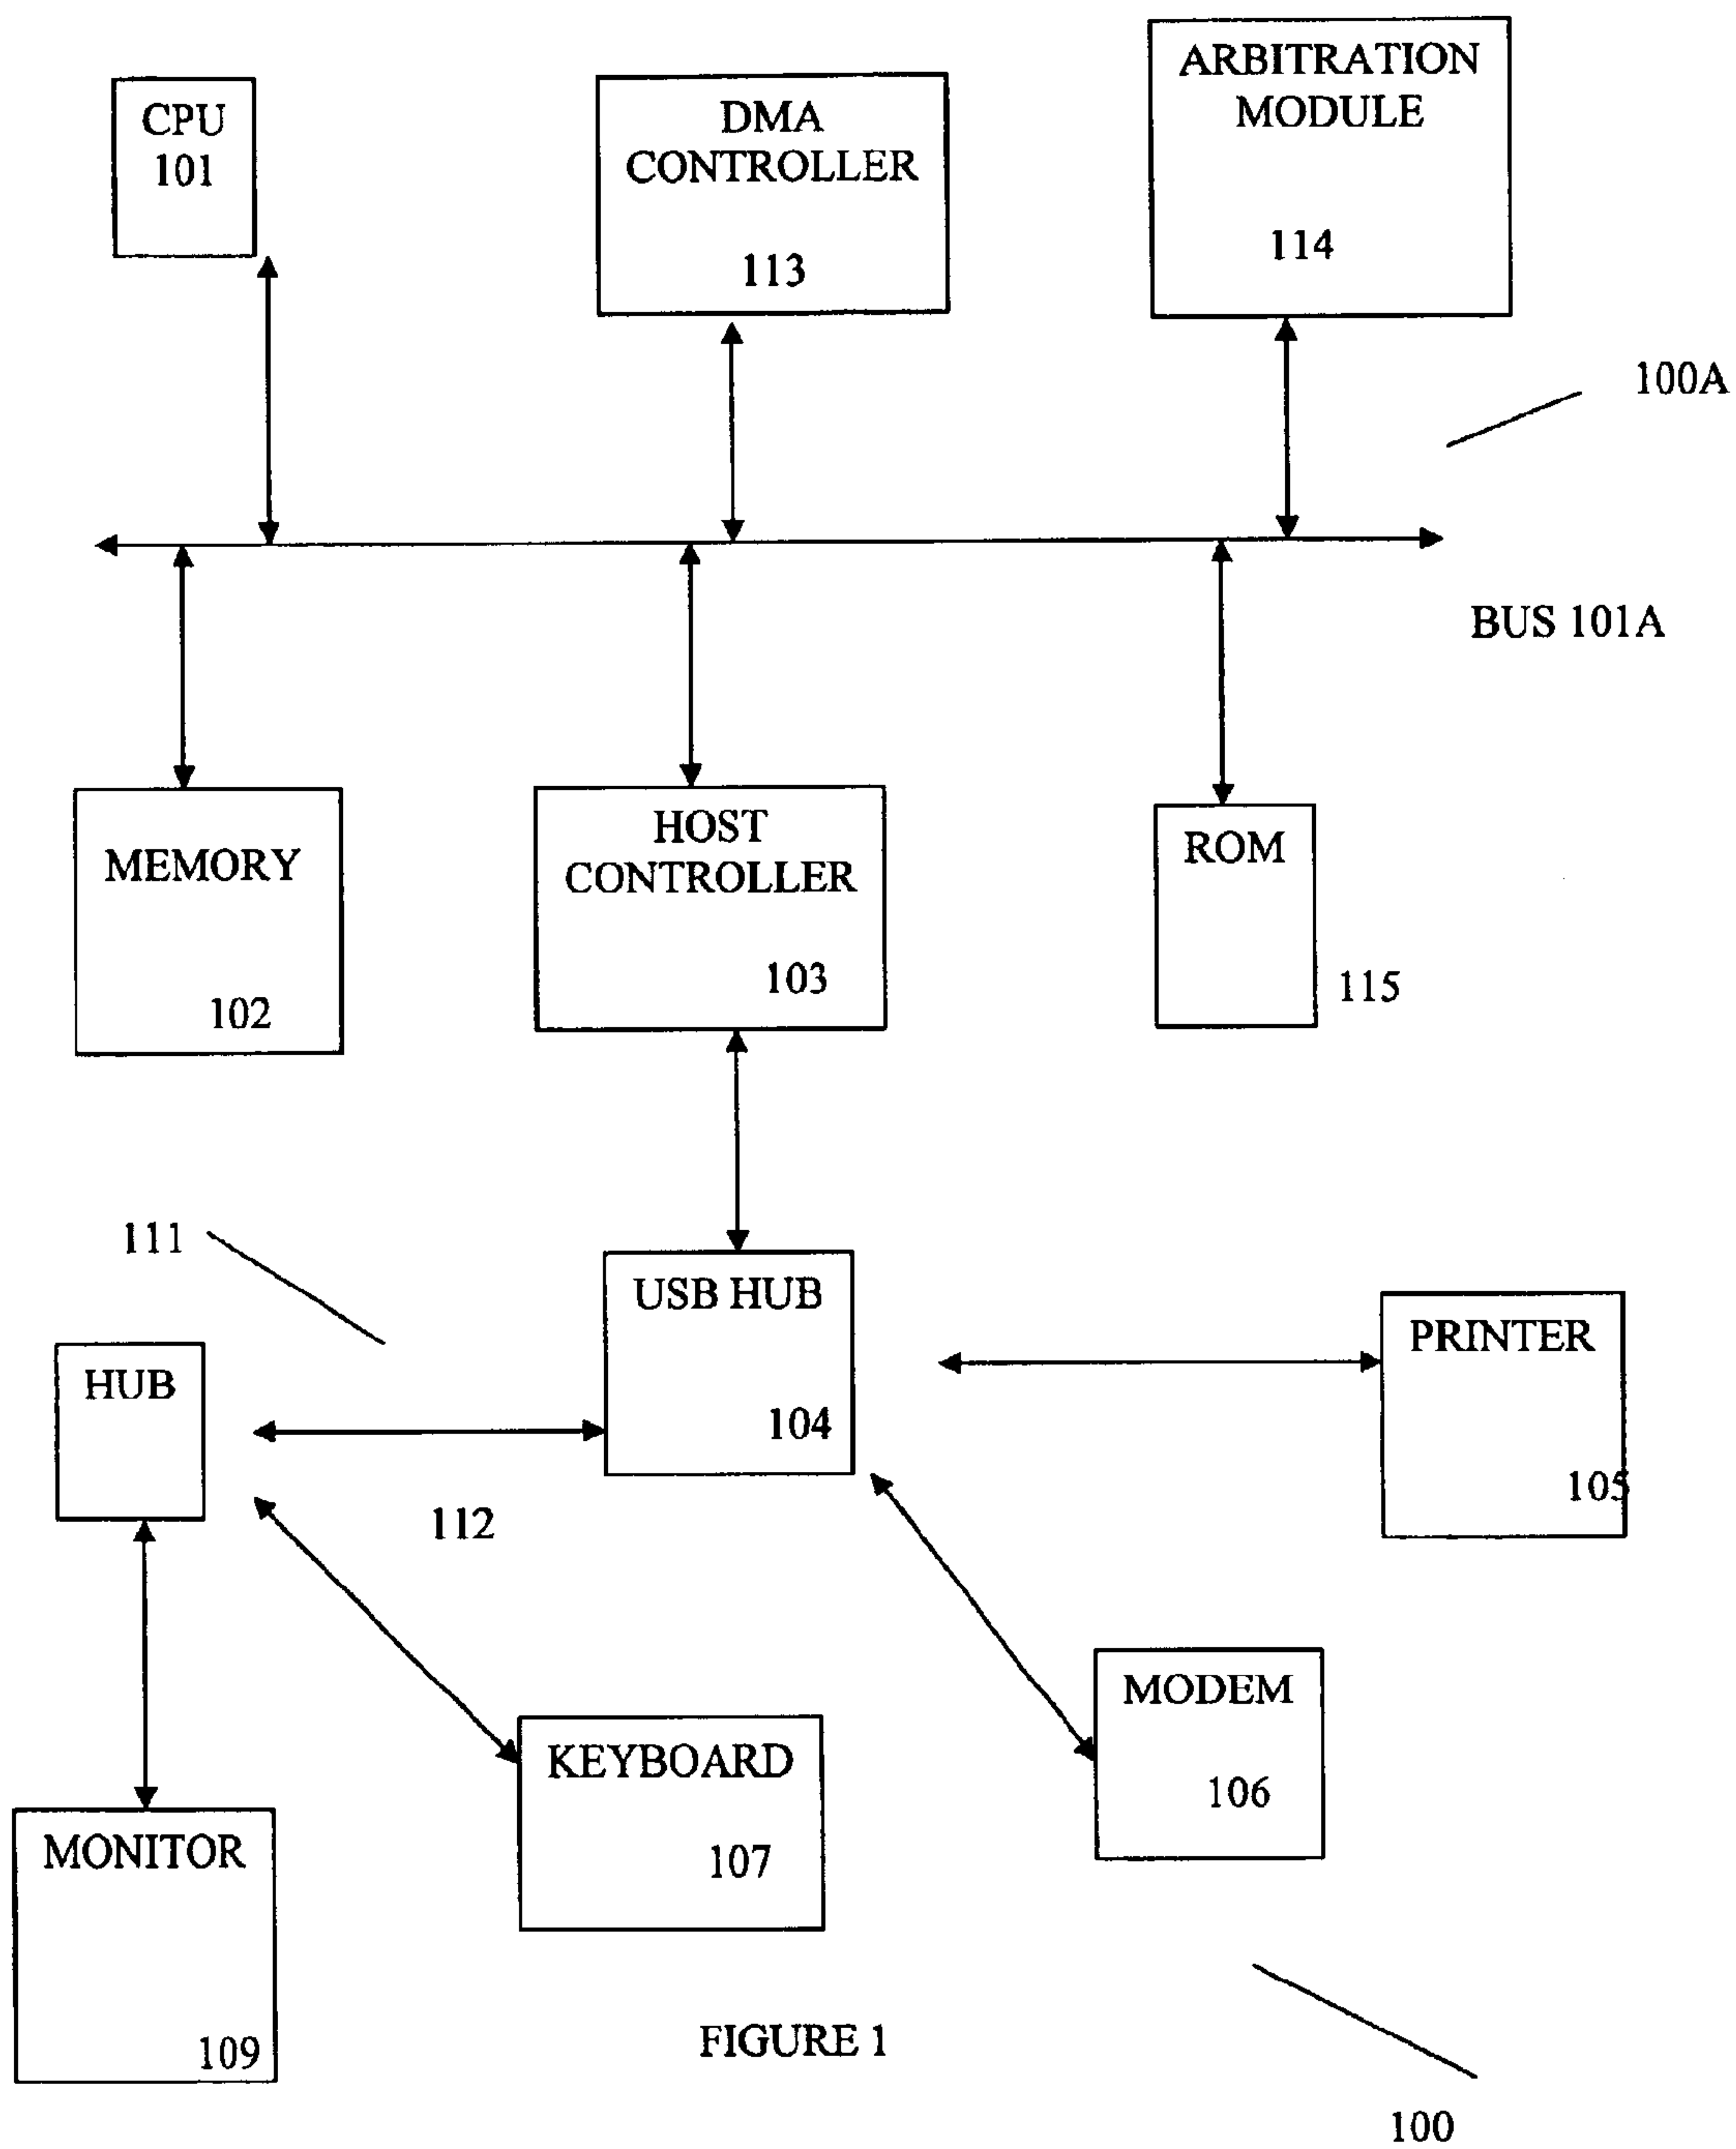 CPU
101
DMA
CONTROLLER
113
ARBITRATION
MODULE
114
100A
BUS 101A
MEMORY
102
HOST
CONTROLLER
103
ROM
115
111
USB HUB
104
HUB
112
PRINTER
105
MODEM
106
KEYBOARD
107
MONITOR
109
FIGURE 1
100